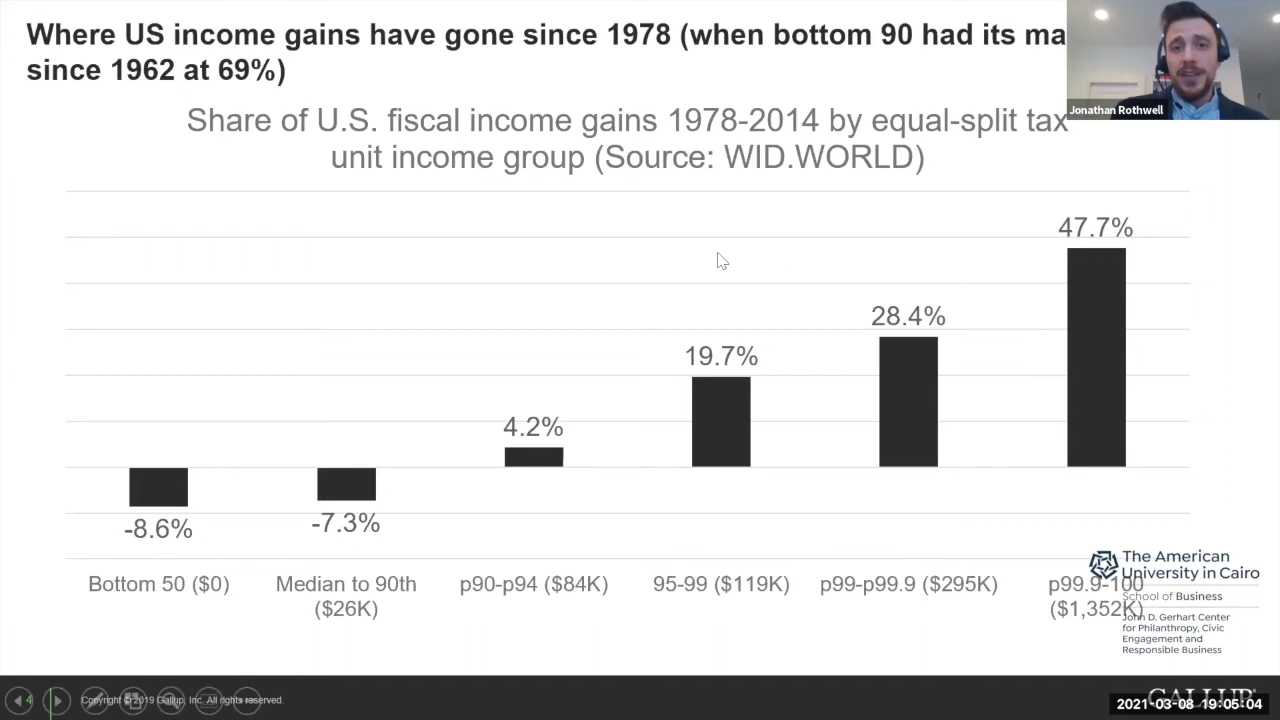 Where US income gains have gone since 1978 (when bottom 90 had its ma
since 1962 at 69%)
Jonathan Rothwell
Share of U.S. fiscal income gains 1978-2014 by equal-split tax
unit income group (Source: WID.WORLD)
47.7%
28.4%
19.7%
4.2%
-8.6%
-7.3%
Bottom 50 ($0)
Median to 90th
($26K)
p90-p94 ($84K)
95-99 ($119K)
p99-p99.9 ($295K)
p99.9-100
($1,352K)
The American
University in Cairo
School of Business
John D. Gerhart Center
for Philanthropy, Civic
Engagement and
Responsible Business
4
Copyright © 2019 Gallup, Inc. All rights reserved.
GALLUP
2021-03-08 19:05:04